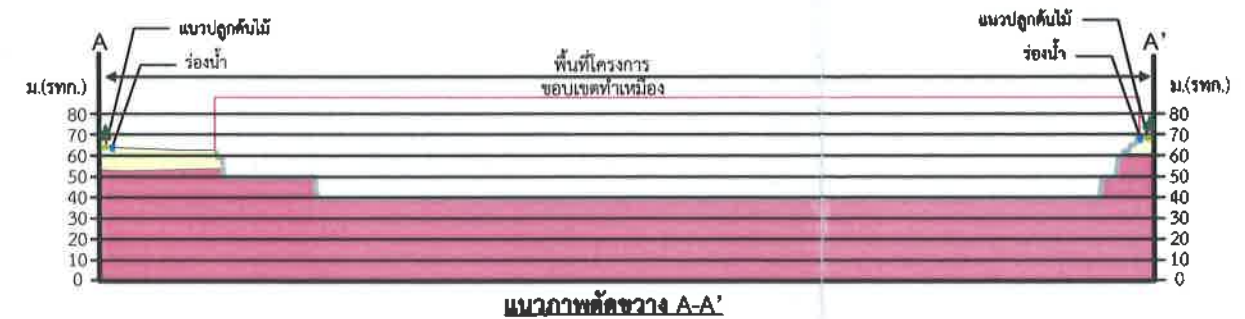 แนวปลูกต้นไม้
แนวปลูกต้นไม้
A
A'
ร่องน้ำ
ร่องน้ำ
พื้นที่โครงการ
ม.(รทก.)
ขอบเขตทำเหมือง
ม.(รทก.)
80
80
70
70
60
60
50
50
40
40
30
30
20
20
10
10
0
0
แนวภาพตัดขวาง A-A'